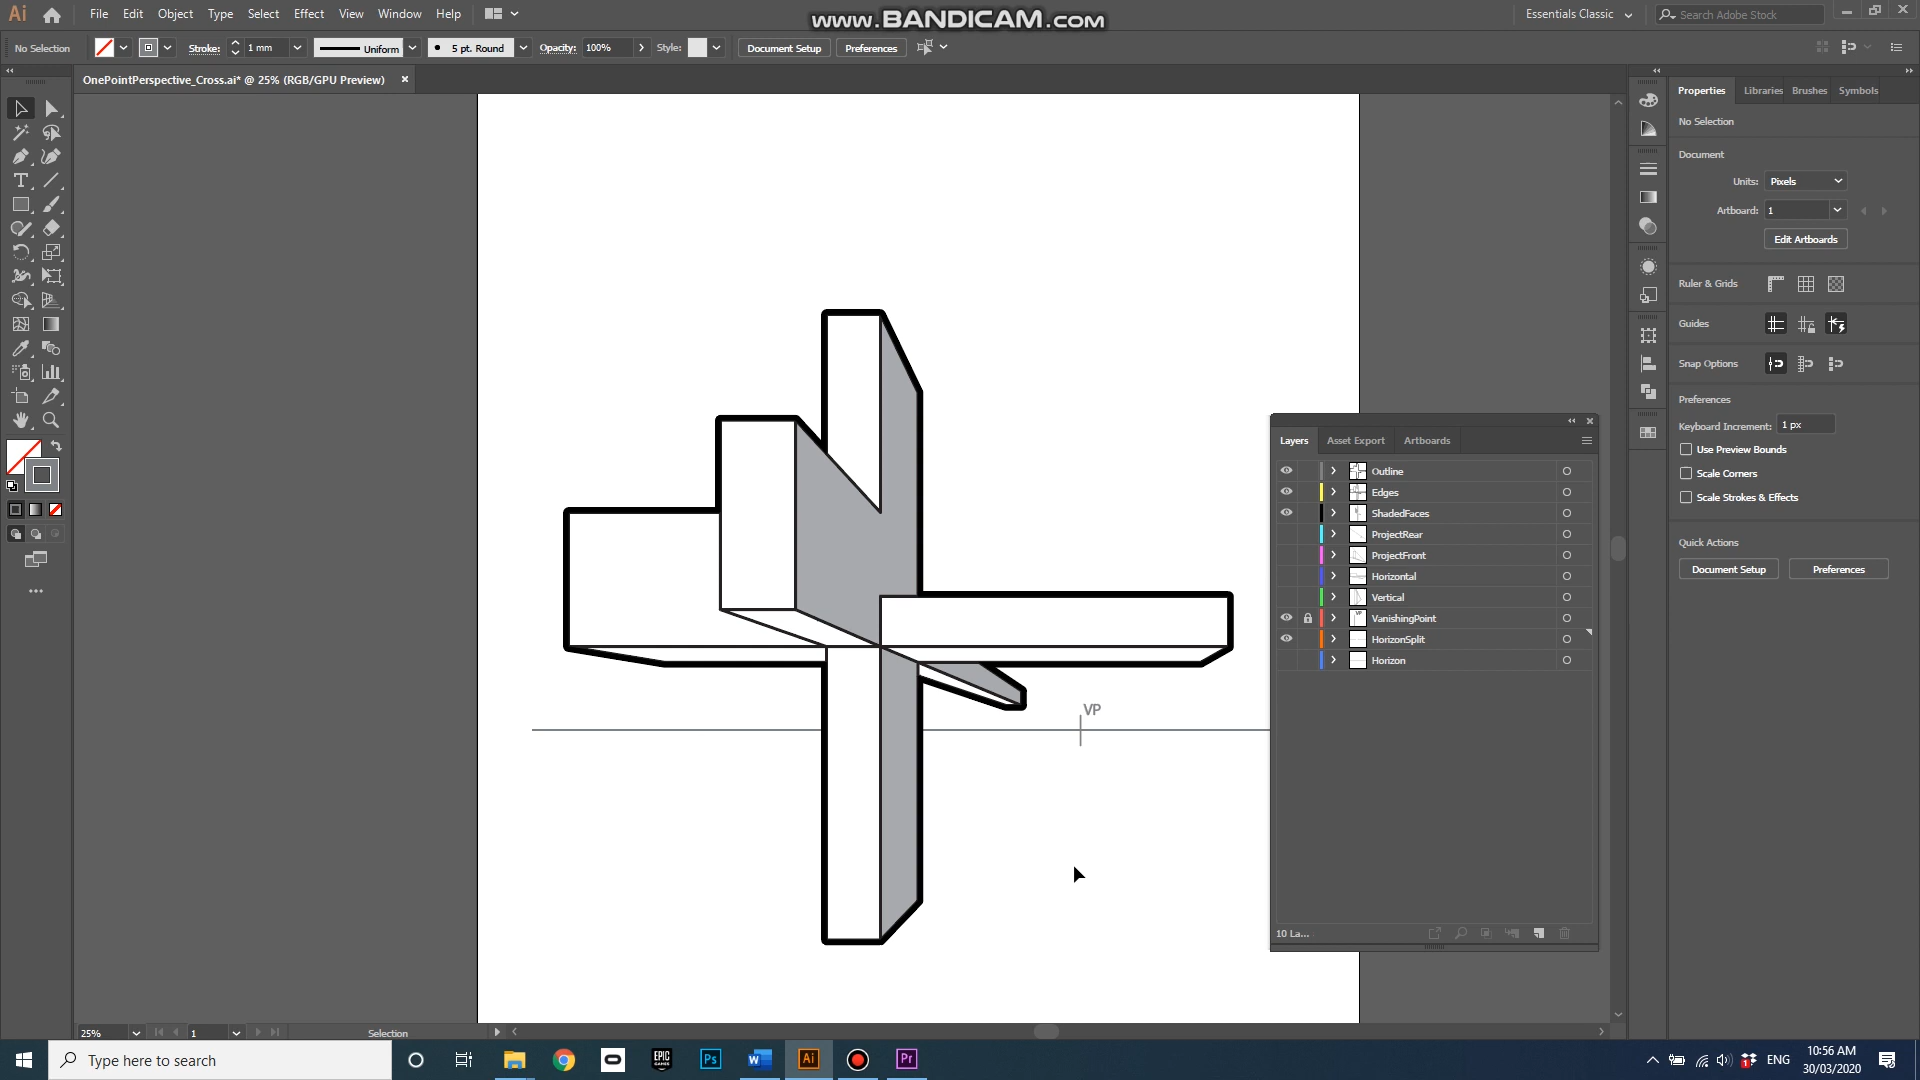 Ai File Edit Object Type Select Effect View Window Help www.BANDICAM.com Essentials Classic Search Adobe Stock
No Selection Stroke: 1 mm Uniform 5 pt. Round Opacity: 100% Style: Document Setup Preferences
OnePointPerspective_Cross.ai* @ 25% (RGB/GPU Preview)
Properties Libraries Brushes Symbols
No Selection
Document
Units: Pixels
Artboard: 1
Edit Artboards
Ruler & Grids
Guides
Snap Options
Preferences
Keyboard Increment: 1 px
Use Preview Bounds
Scale Corners
Scale Strokes & Effects
Quick Actions
Document Setup Preferences
Layers Asset Export Artboards
Outline
Edges
ShadedFaces
ProjectRear
ProjectFront
Horizontal
Vertical
VanishingPoint
HorizonSplit
Horizon
10 La...
VP
25% 1 Selection
Type here to search
EPIC GAMES Ps W Ai Pr
ENG
10:56 AM
30/03/2020